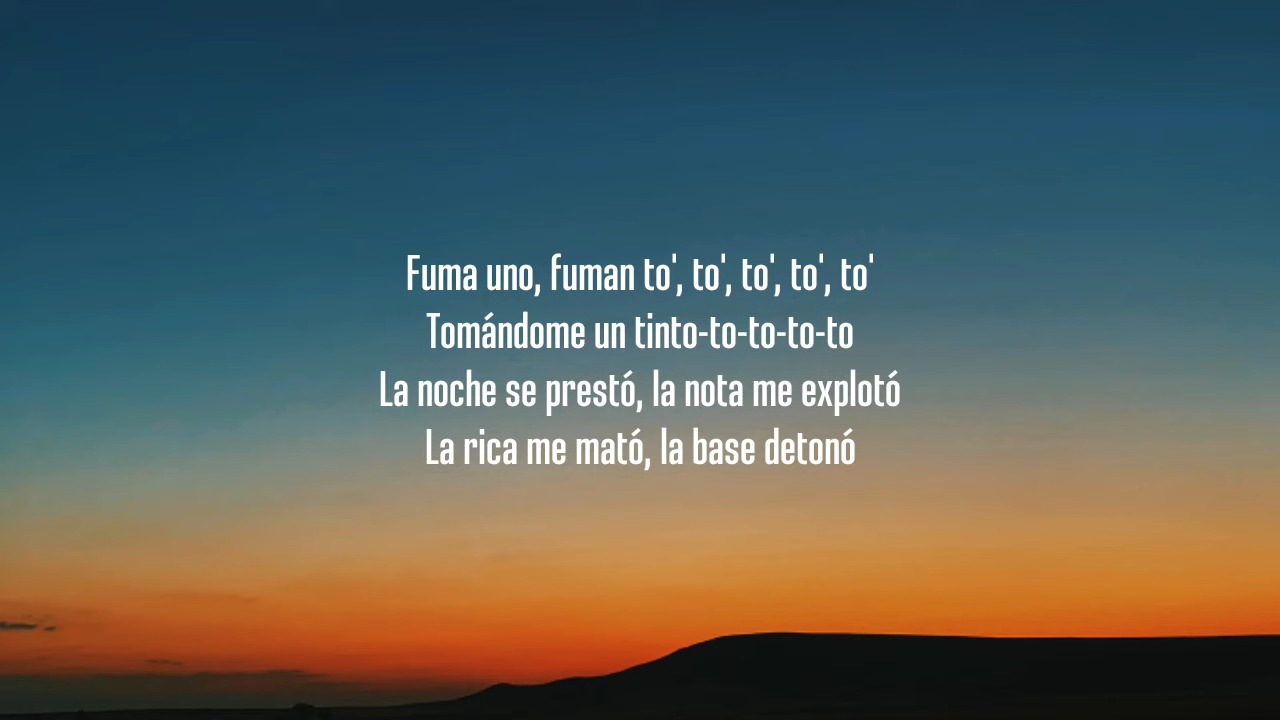 Fuma uno, fuman to', to', to', to', to'
Tomándome un tinto-to-to-to-to
La noche se prestó, la nota me explotó
La rica me mató, la base detonó